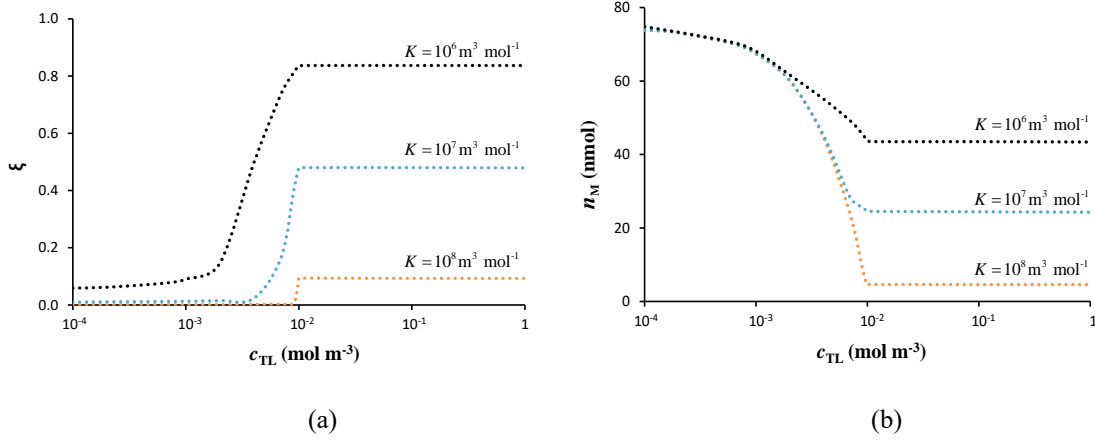 1.0
0.8
0.6
0.4
0.2
0.0
ξ
K = 10⁶ m³ mol⁻¹
K = 10⁷ m³ mol⁻¹
K = 10⁸ m³ mol⁻¹
10⁻⁴ 10⁻³ 10⁻² 10⁻¹ 1
c_TL (mol m⁻³)
(a)
80
60
40
20
0
n_M (nmol)
K = 10⁶ m³ mol⁻¹
K = 10⁷ m³ mol⁻¹
K = 10⁸ m³ mol⁻¹
10⁻⁴ 10⁻³ 10⁻² 10⁻¹ 1
c_TL (mol m⁻³)
(b)